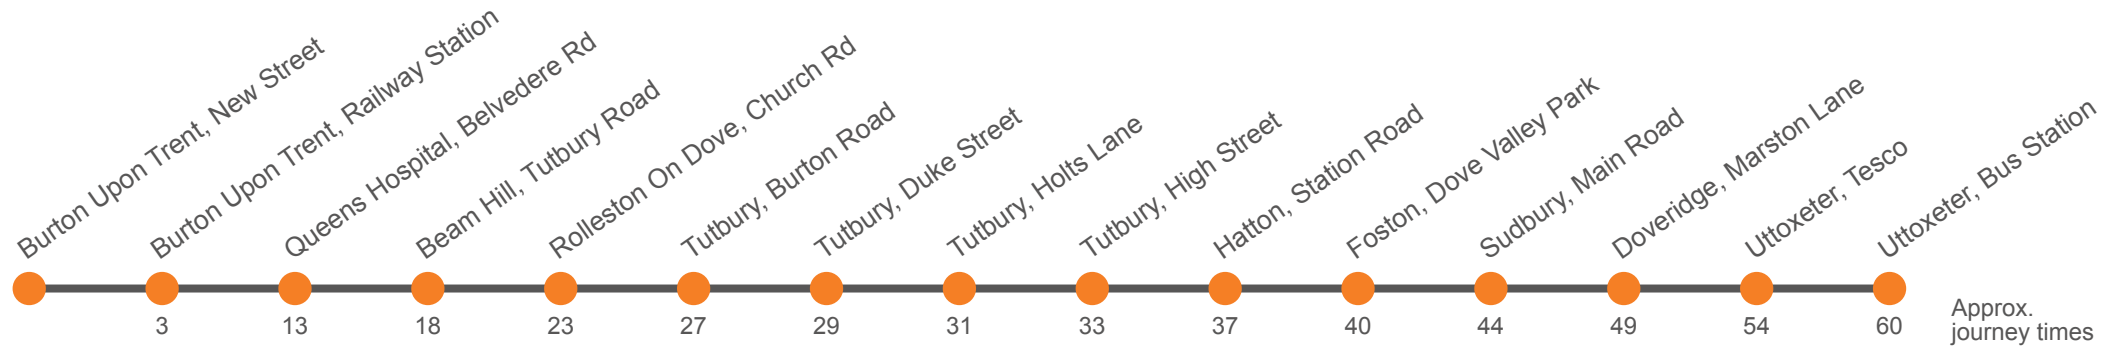 Burton Upon Trent, New Street
Burton Upon Trent, Railway Station
Queens Hospital, Belvedere Rd
Beam Hill, Tutbury Road
Rolleston On Dove, Church Rd
Tutbury, Burton Road
Tutbury, Duke Street
Tutbury, Holts Lane
Tutbury, High Street
Hatton, Station Road
Foston, Dove Valley Park
Sudbury, Main Road
Doveridge, Marston Lane
Uttoxeter, Tesco
Uttoxeter, Bus Station
3 13 18 23 27 29 31 33 37 40 44 49 54 60
Approx.
journey times